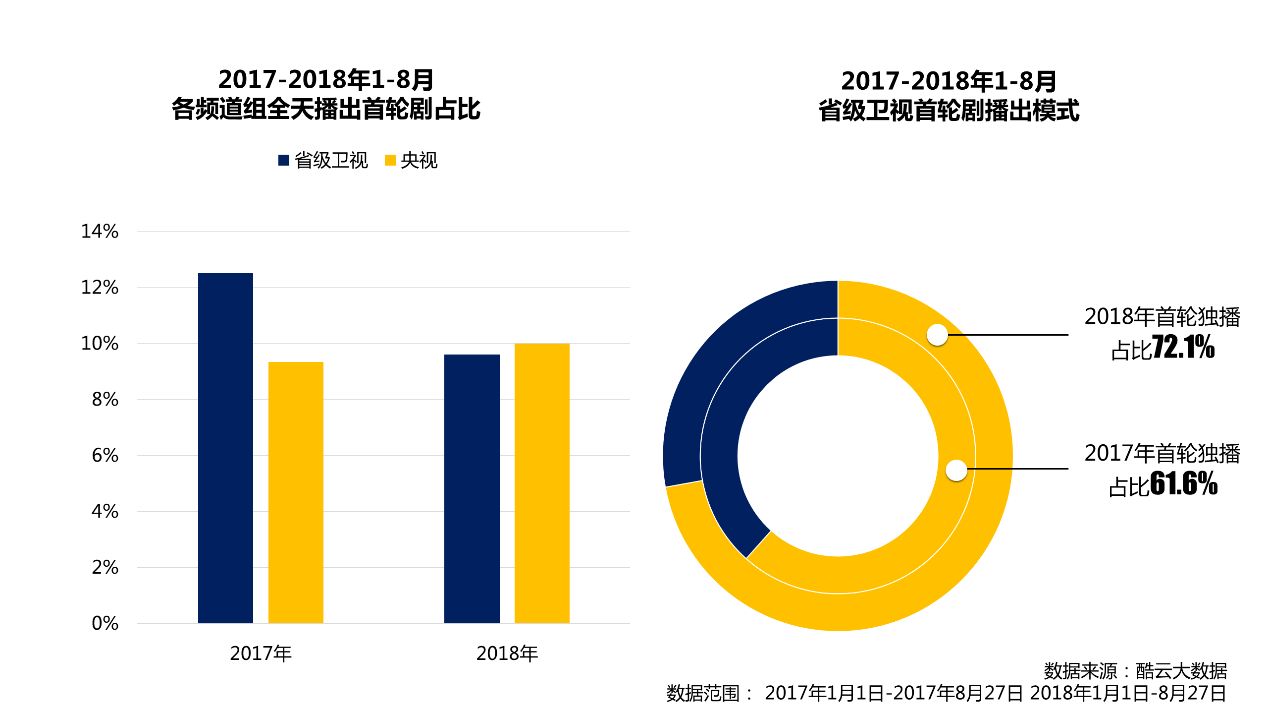 2017-2018年1-8月
各频道组全天播出首轮剧占比
省级卫视 央视
14%
12%
10%
8%
6%
4%
2%
0%
2017年 2018年
2017-2018年1-8月
省级卫视首轮剧播出模式
2018年首轮独播
占比72.1%
2017年首轮独播
占比61.6%
数据来源：酷云大数据
数据范围： 2017年1月1日-2017年8月27日 2018年1月1日-8月27日